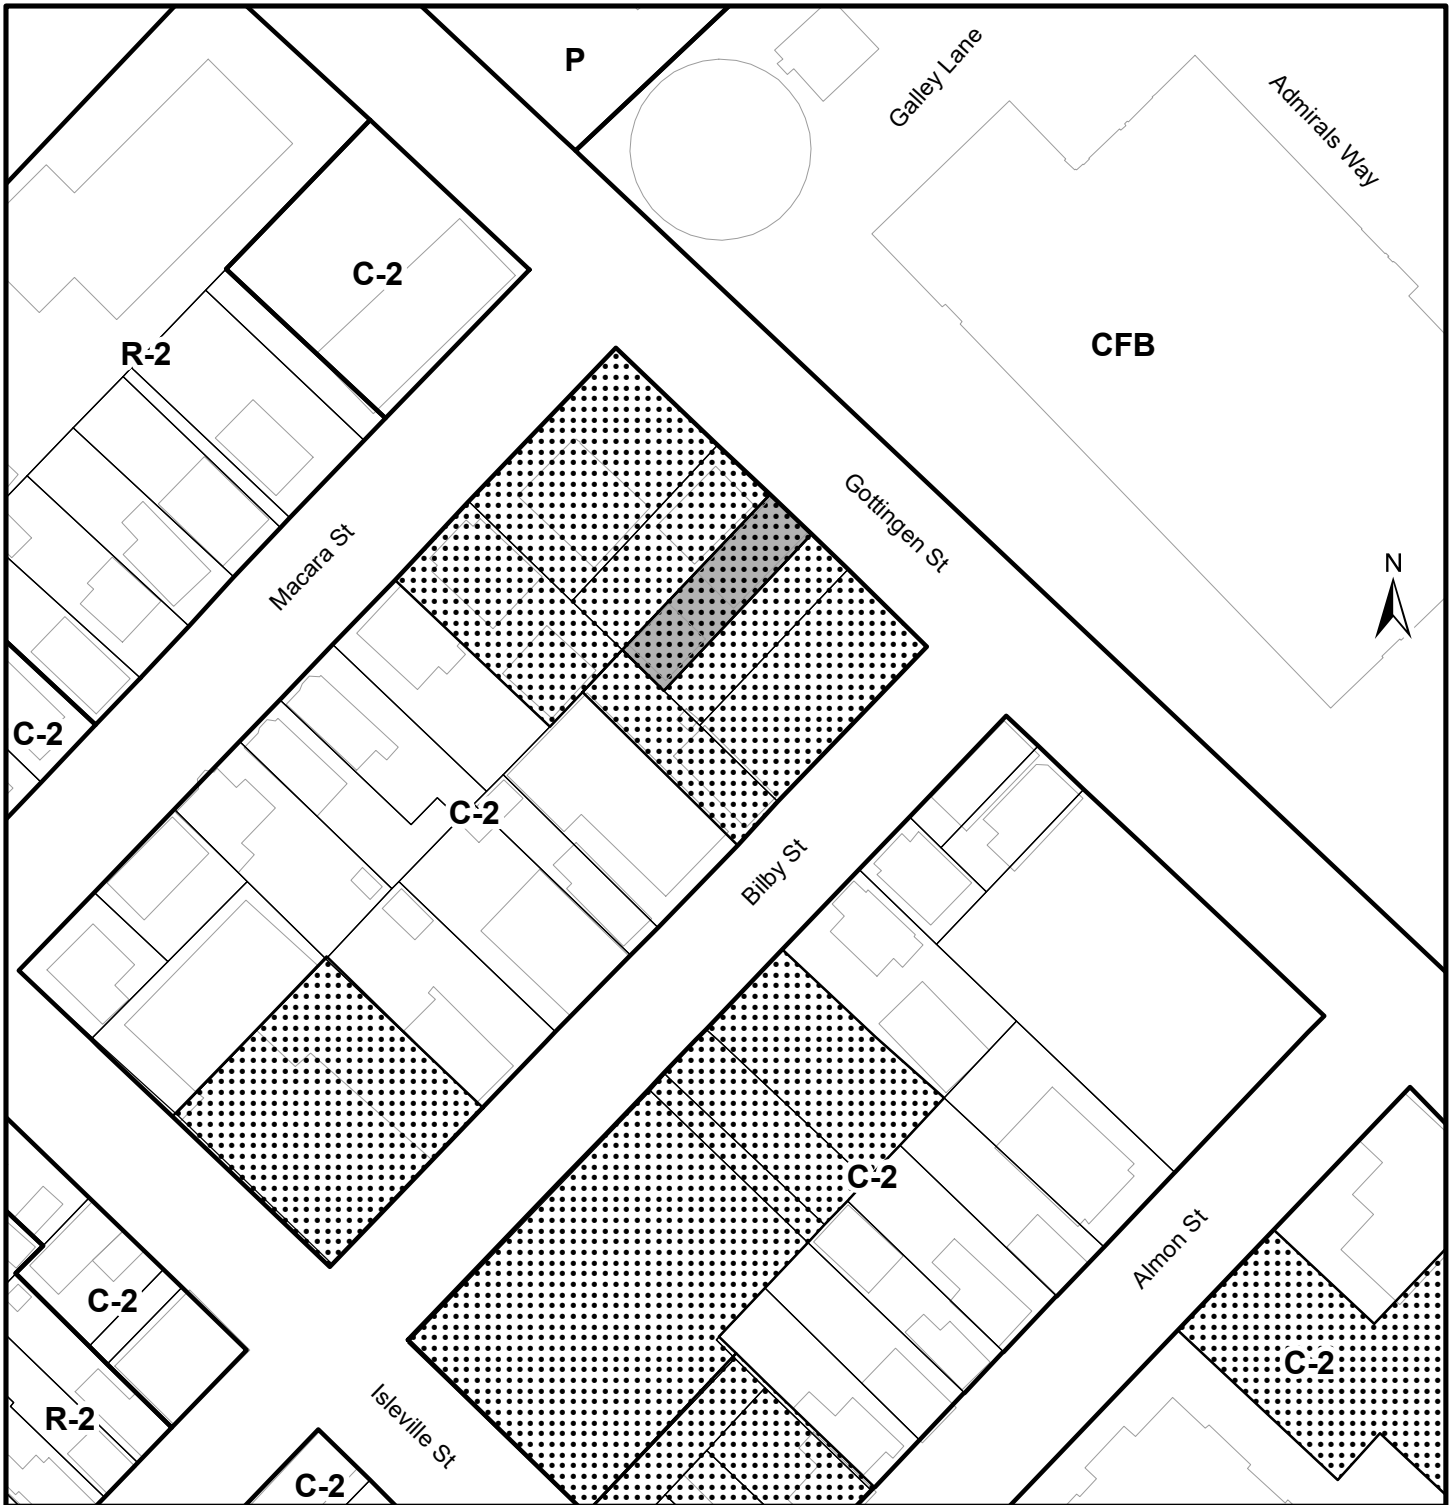 P
Galley Lane
Admirals Way
C-2
R-2
CFB
Gottingen St
Macara St
N
C-2
C-2
Bilby St
C-2
Almon St
C-2
C-2
R-2
Isleville St
C-2